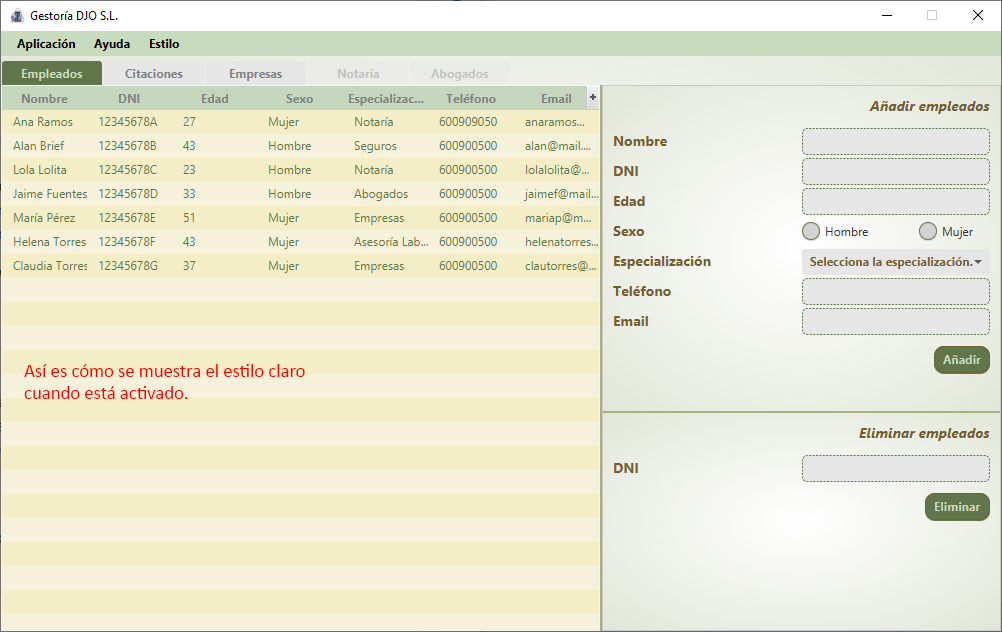 Gestoría DJO S.L.
Aplicación Ayuda Estilo
Empleados Citaciones Empresas Notaría Abogados
Nombre DNI Edad Sexo Especializac... Teléfono Email +
Ana Ramos 12345678A 27 Mujer Notaría 600909050 anaramos...
Alan Brief 12345678B 43 Hombre Seguros 600900500 alan@mail....
Lola Lolita 12345678C 23 Hombre Notaría 600900500 lolalolita@...
Jaime Fuentes 12345678D 33 Hombre Abogados 600900500 jaimef@mail...
María Pérez 12345678E 51 Mujer Empresas 600900500 mariap@m...
Helena Torres 12345678F 43 Mujer Asesoría Lab... 600900500 helenatorres...
Claudia Torres 12345678G 37 Mujer Empresas 600900500 clautorres@...
Así es cómo se muestra el estilo claro
cuando está activado.
Añadir empleados
Nombre
DNI
Edad
Sexo Hombre Mujer
Especialización Selecciona la especialización.
Teléfono
Email
Añadir
Eliminar empleados
DNI
Eliminar